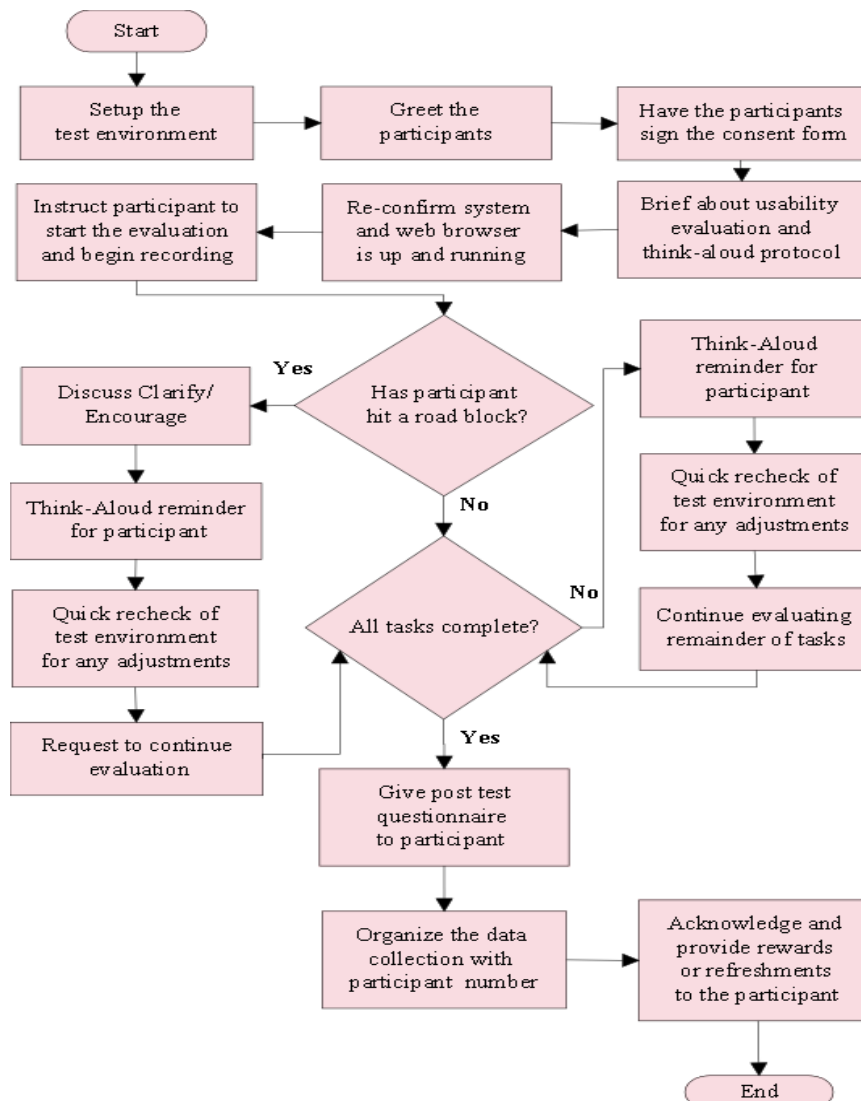 Start
Setup the
test environment
Greet the
participants
Have the participants
sign the consent form
Brief about usability
evaluation and
think-aloud protocol
Re-confirm system
and web browser
is up and running
Instruct participant to
start the evaluation
and begin recording
Has participant
hit a road block?
Yes
Discuss Clarify/
Encourage
Think-Aloud reminder
for participant
Quick recheck of
test environment
for any adjustments
Request to continue
evaluation
No
All tasks complete?
No
Think-Aloud
reminder for
participant
Quick recheck of
test environment
for any adjustments
Continue evaluating
remainder of tasks
Yes
Give post test
questionnaire
to participant
Organize the data
collection with
participant number
Acknowledge and
provide rewards
or refreshments
to the participant
End